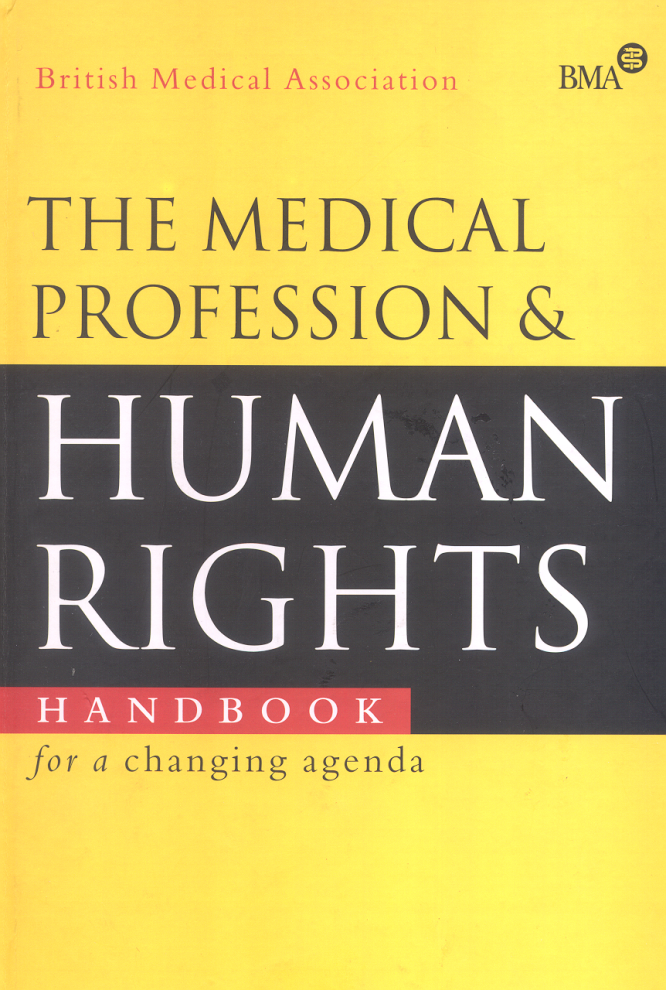 British Medical Association
BMA
THE MEDICAL
PROFESSION &
HUMAN
RIGHTS
HANDBOOK
for a changing agenda